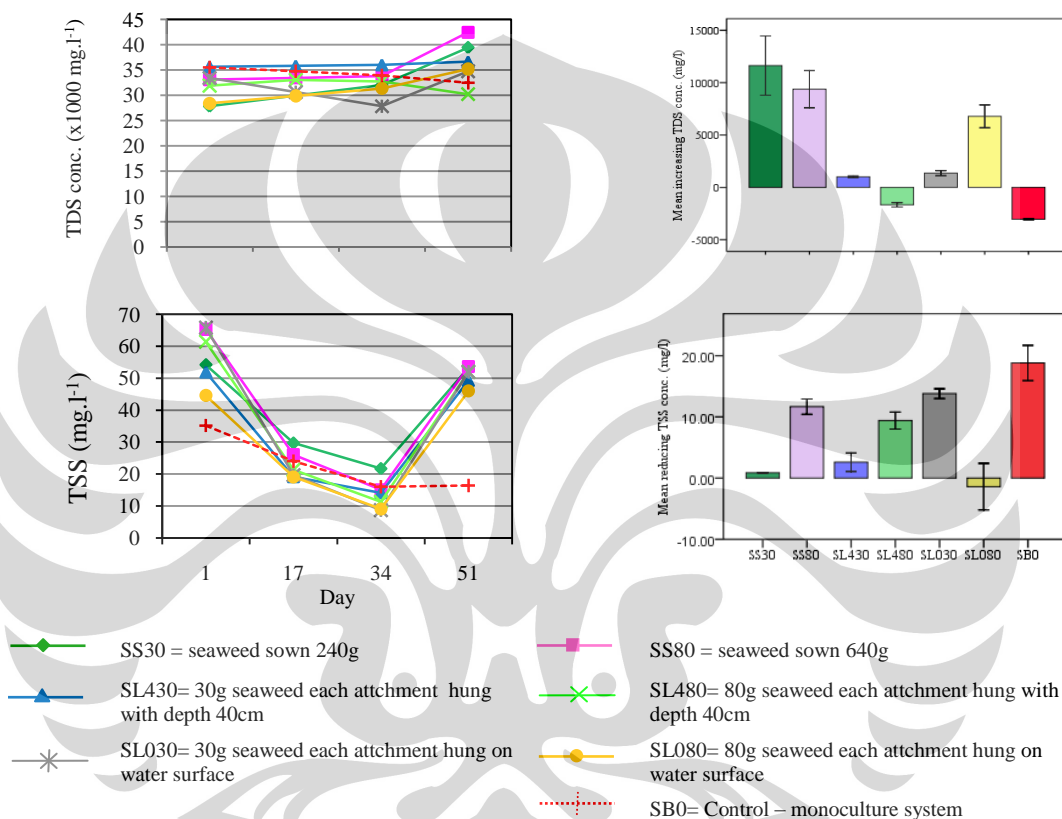 TDS conc. (x1000 mg.l-1)
45
40
35
30
25
20
15
10
5
0
Mean increasing TDS conc. (mg/l)
15000
10000
5000
0
-5000
TSS (mg.l-1)
70
60
50
40
30
20
10
0
1 17 34 51
Day
Mean reducing TSS conc. (mg/l)
20.00
10.00
0.00
-10.00
SS30 SS80 SL430 SL480 SL030 SL080 SB0
SS30 = seaweed sown 240g
SS80 = seaweed sown 640g
SL430= 30g seaweed each attchment hung
with depth 40cm
SL480= 80g seaweed each attchment hung with
depth 40cm
SL030= 30g seaweed each attchment hung on
water surface
SL080= 80g seaweed each attchment hung on
water surface
SB0= Control – monoculture system